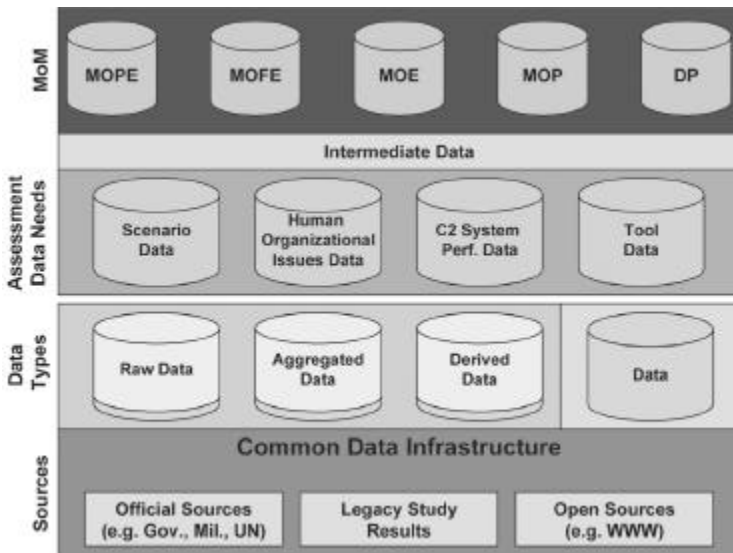 MoM
MOPE
MOFE
MOE
MOP
DP
Intermediate Data
Assessment
Data Needs
Scenario
Data
Human
Organizational
Issues Data
C2 System
Perf. Data
Tool
Data
Data
Types
Raw Data
Aggregated
Data
Derived
Data
Data
Sources
Common Data Infrastructure
Official Sources
(e.g. Gov., Mil., UN)
Legacy Study
Results
Open Sources
(e.g. WWW)